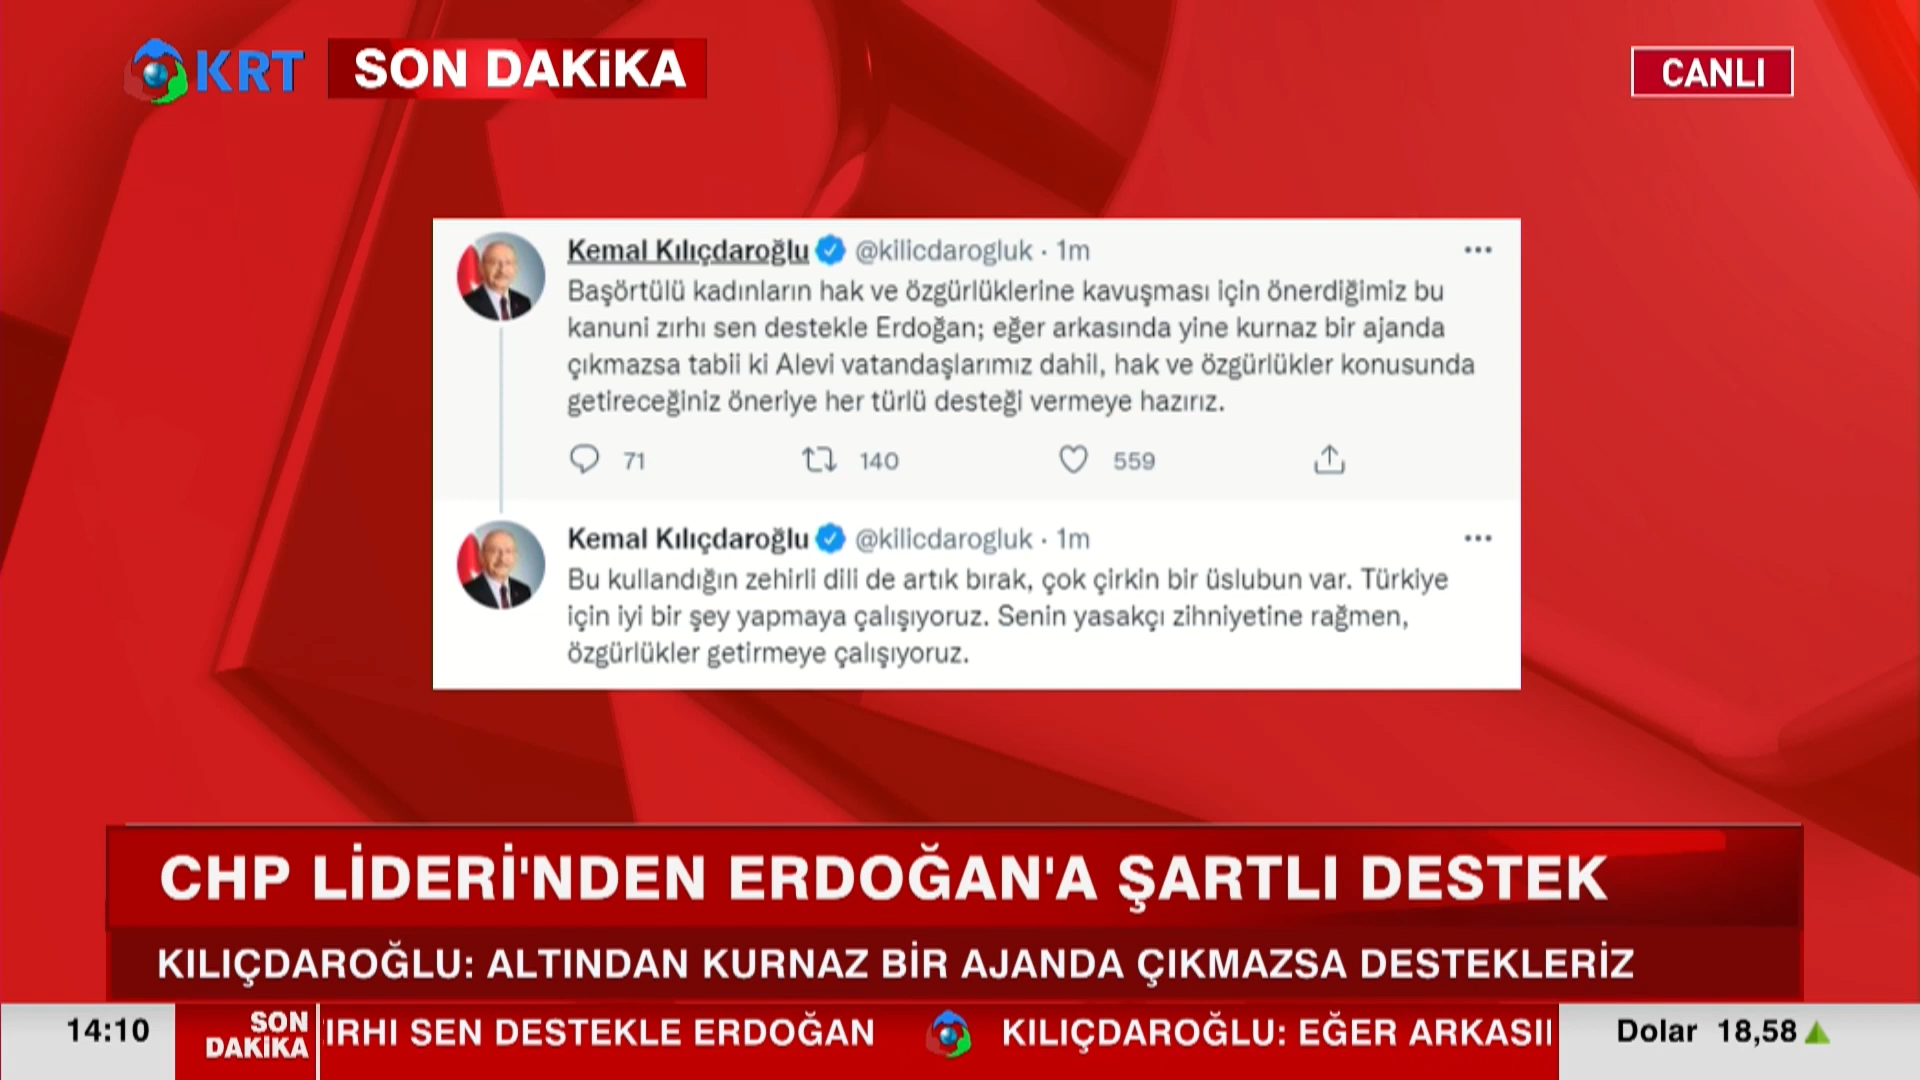 KRT
SON DAKİKA
CANLI
Kemal Kılıçdaroğlu @kilicdarogluk · 1m
Başörtülü kadınların hak ve özgürlüklerine kavuşması için önerdiğimiz bu
kanuni zırhı sen destekle Erdoğan; eğer arkasında yine kurnaz bir ajanda
çıkmazsa tabii ki Alevi vatandaşlarımız dahil, hak ve özgürlükler konusunda
getireceğiniz öneriye her türlü desteği vermeye hazırız.
71 140 559
Kemal Kılıçdaroğlu @kilicdarogluk · 1m
Bu kullandığın zehirli dili de artık bırak, çok çirkin bir üslubun var. Türkiye
için iyi bir şey yapmaya çalışıyoruz. Senin yasakçı zihniyetine rağmen,
özgürlükler getirmeye çalışıyoruz.
CHP LİDERİ'NDEN ERDOĞAN'A ŞARTLI DESTEK
KILIÇDAROĞLU: ALTINDAN KURNAZ BİR AJANDA ÇIKMAZSA DESTEKLERİZ
14:10
SON
DAKİKA
IRHI SEN DESTEKLE ERDOĞAN KILIÇDAROĞLU: EĞER ARKASI
Dolar 18,58